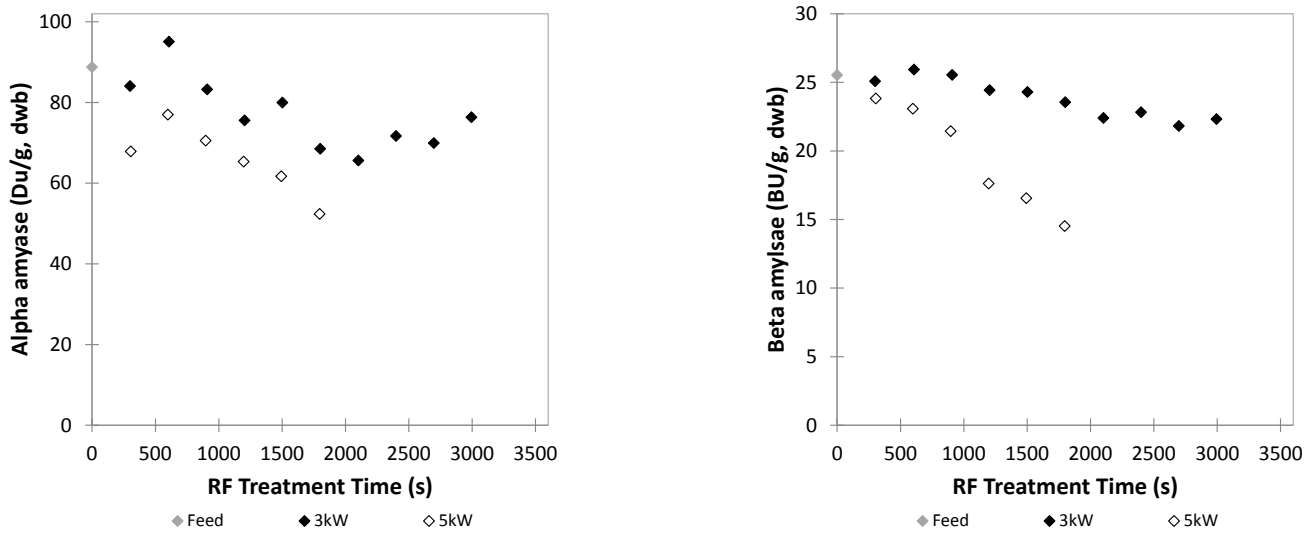 Alpha amyase (Du/g, dwb)
100
80
60
40
20
0
0 500 1000 1500 2000 2500 3000 3500
RF Treatment Time (s)
Feed 3kW 5kW
Beta amylsae (BU/g, dwb)
30
25
20
15
10
5
0
0 500 1000 1500 2000 2500 3000 3500
RF Treatment Time (s)
Feed 3kW 5kW